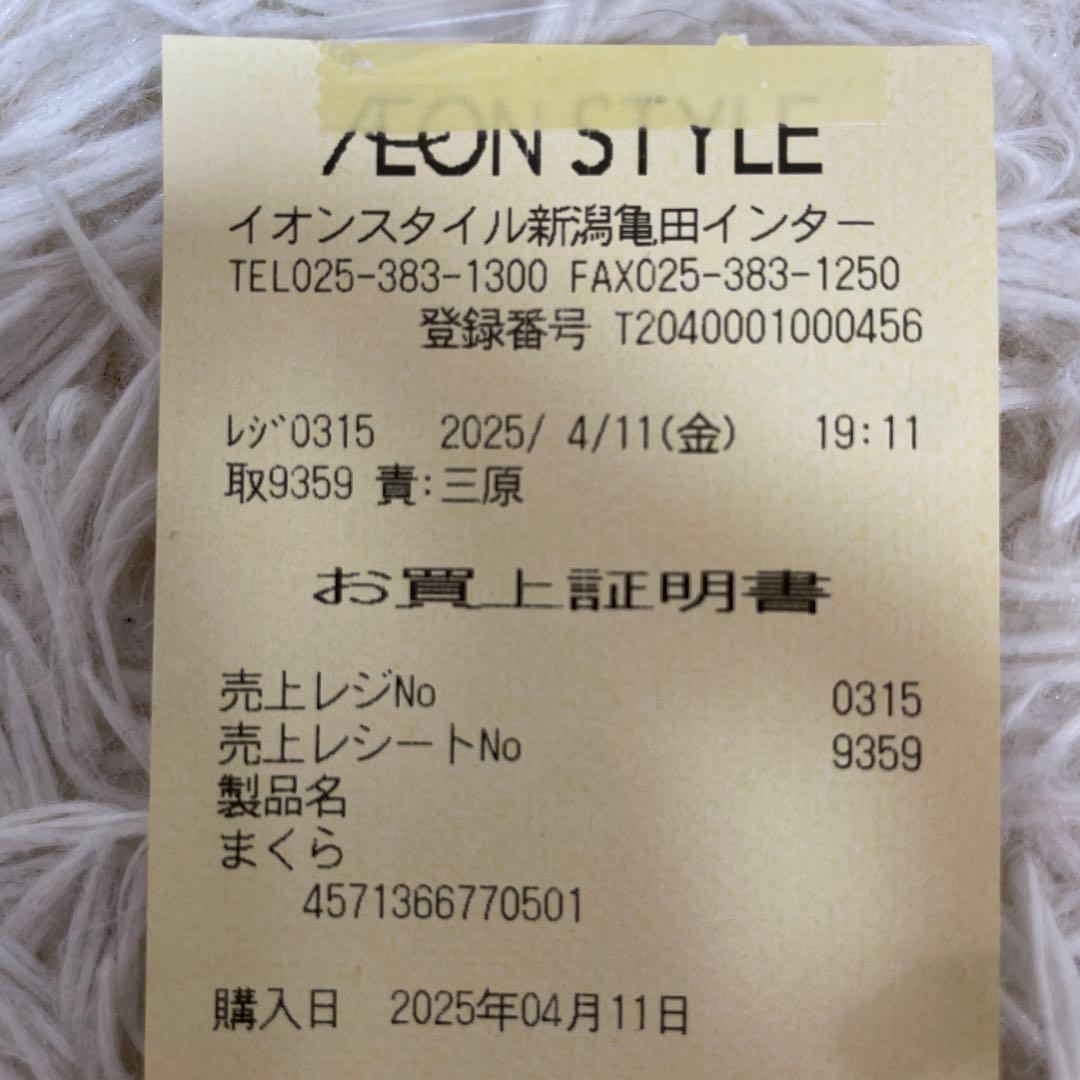 ÆON STYLE
イオンスタイル新潟亀田インター
TEL025-383-1300 FAX025-383-1250
登録番号 T2040001000456
ﾚｼﾞ0315 2025/ 4/11(金) 19:11
取9359 責:三原
お買上証明書
売上レジNo 0315
売上レシートNo 9359
製品名
まくら
4571366770501
購入日 2025年04月11日